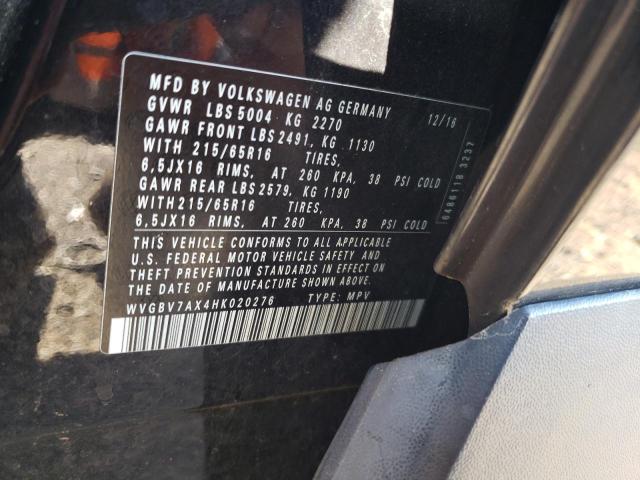 MFD BY VOLKSWAGEN AG GERMANY 12/16
GVWR LBS 5004 KG 2270
GAWR FRONT LBS 2491, KG 1130
WITH 215/65R16 TIRES,
6,5JX16 RIMS, AT 260 KPA, 38 PSI COLD
GAWR REAR LBS 2579, KG 1190
WITH 215/65R16 TIRES,
6,5JX16 RIMS, AT 260 KPA, 38 PSI COLD
THIS VEHICLE CONFORMS TO ALL APPLICABLE
U.S. FEDERAL MOTOR VEHICLE SAFETY AND
THEFT PREVENTION STANDARDS IN EFFECT ON
THE DATE OF MANUFACTURE SHOWN ABOVE.
WVGBV7AX4HK020276 TYPE: MPV
6486118 3237